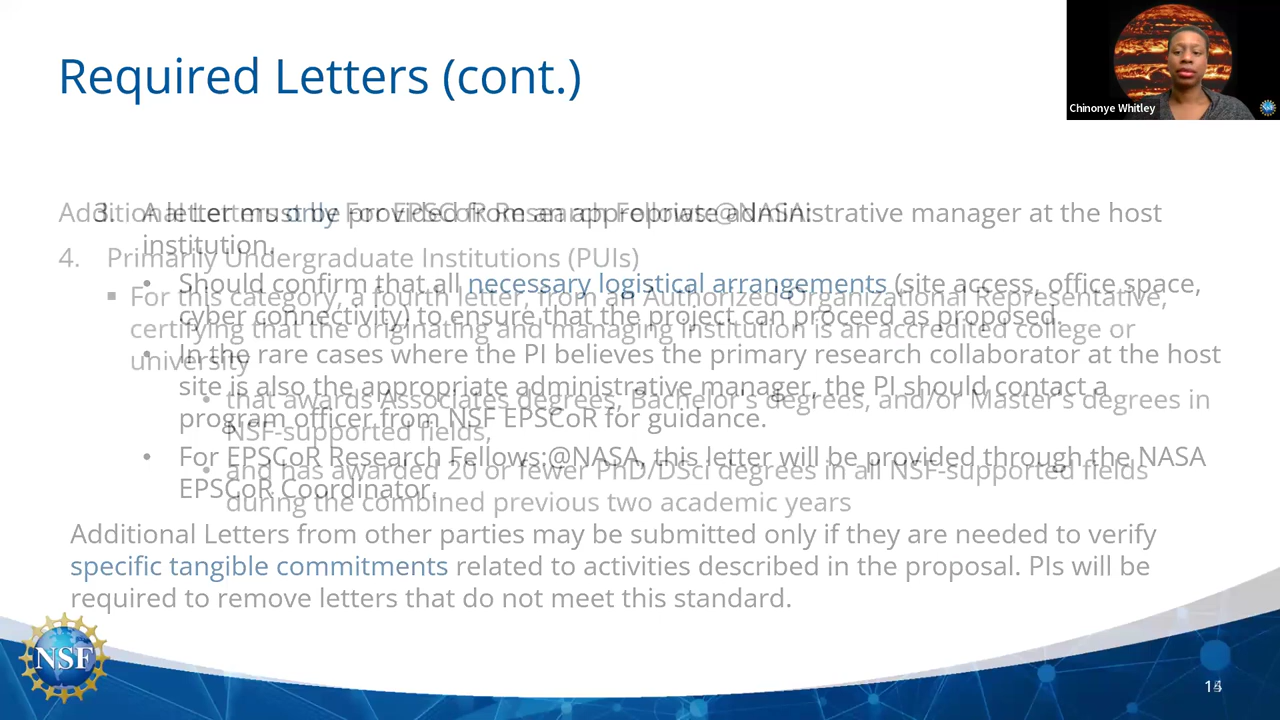 Required Letters (cont.)
Chinonye Whitley
3. A letter must be provided from an appropriate administrative manager at the host
institution.
• Should confirm that all necessary logistical arrangements (site access, office space,
cyber connectivity) to ensure that the project can proceed as proposed.
• In the rare cases where the PI believes the primary research collaborator at the host
site is also the appropriate administrative manager, the PI should contact a
program officer from NSF EPSCoR for guidance.
• For EPSCoR Research Fellows:@NASA, this letter will be provided through the NASA
EPSCoR Coordinator.
Additional Letters only For EPSCoR Research Fellows:@NASA:
4. Primarily Undergraduate Institutions (PUIs)
▪ For this category, a fourth letter, from an Authorized Organizational Representative,
certifying that the originating and managing institution is an accredited college or
university
• that awards Associates degrees, Bachelor's degrees, and/or Master's degrees in
NSF-supported fields,
• and has awarded 20 or fewer PhD/DSci degrees in all NSF-supported fields
during the combined previous two academic years
Additional Letters from other parties may be submitted only if they are needed to verify
specific tangible commitments related to activities described in the proposal. PIs will be
required to remove letters that do not meet this standard.
NSF